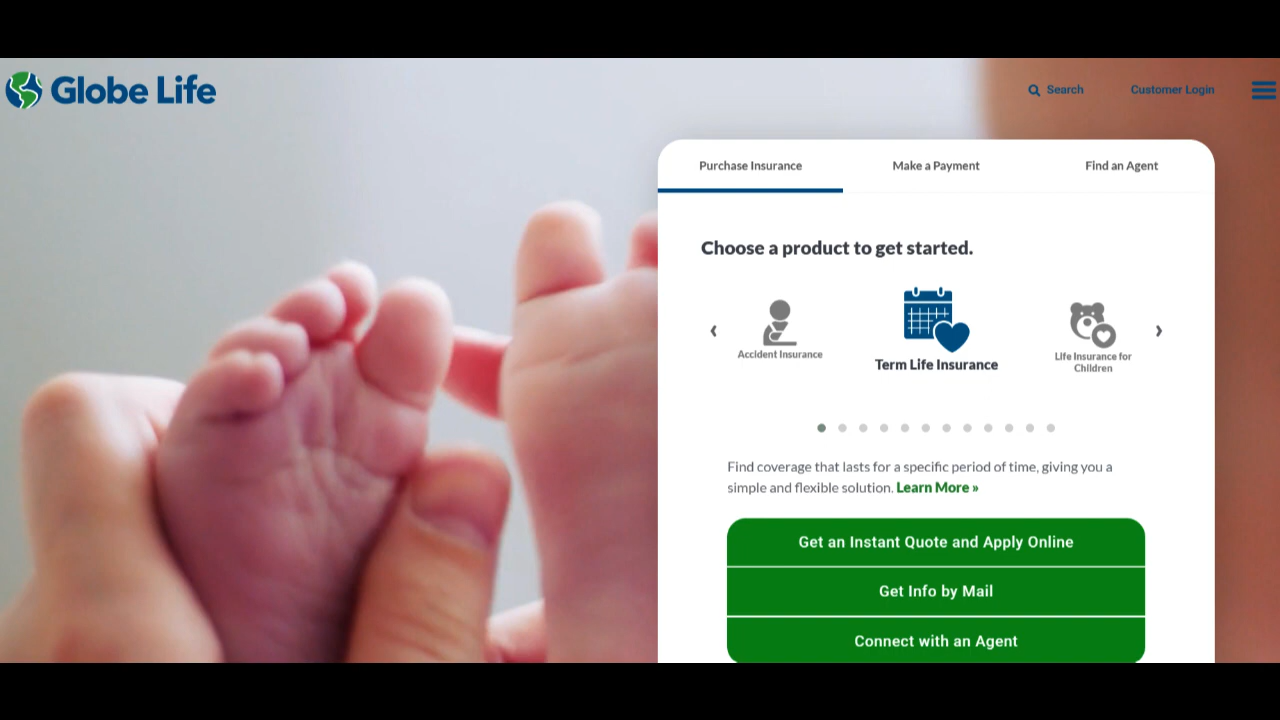 Globe Life
Search
Customer Login
Purchase Insurance
Make a Payment
Find an Agent
Choose a product to get started.
‹
Accident Insurance
Term Life Insurance
Life Insurance for
Children
›
Find coverage that lasts for a specific period of time, giving you a
simple and flexible solution. Learn More »
Get an Instant Quote and Apply Online
Get Info by Mail
Connect with an Agent